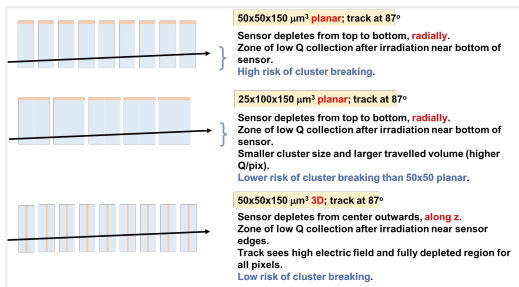 50x50x150 μm³ planar; track at 87º
Sensor depletes from top to bottom, radially.
Zone of low Q collection after irradiation near bottom of
sensor.
High risk of cluster breaking.
25x100x150 μm³ planar; track at 87º
Sensor depletes from top to bottom, radially.
Zone of low Q collection after irradiation near bottom of
sensor.
Smaller cluster size and larger travelled volume (higher
Q/pix).
Lower risk of cluster breaking than 50x50 planar.
50x50x150 μm³ 3D; track at 87º
Sensor depletes from center outwards, along z.
Zone of low Q collection after irradiation near sensor
edges.
Track sees high electric field and fully depleted region for
all pixels.
Low risk of cluster breaking.